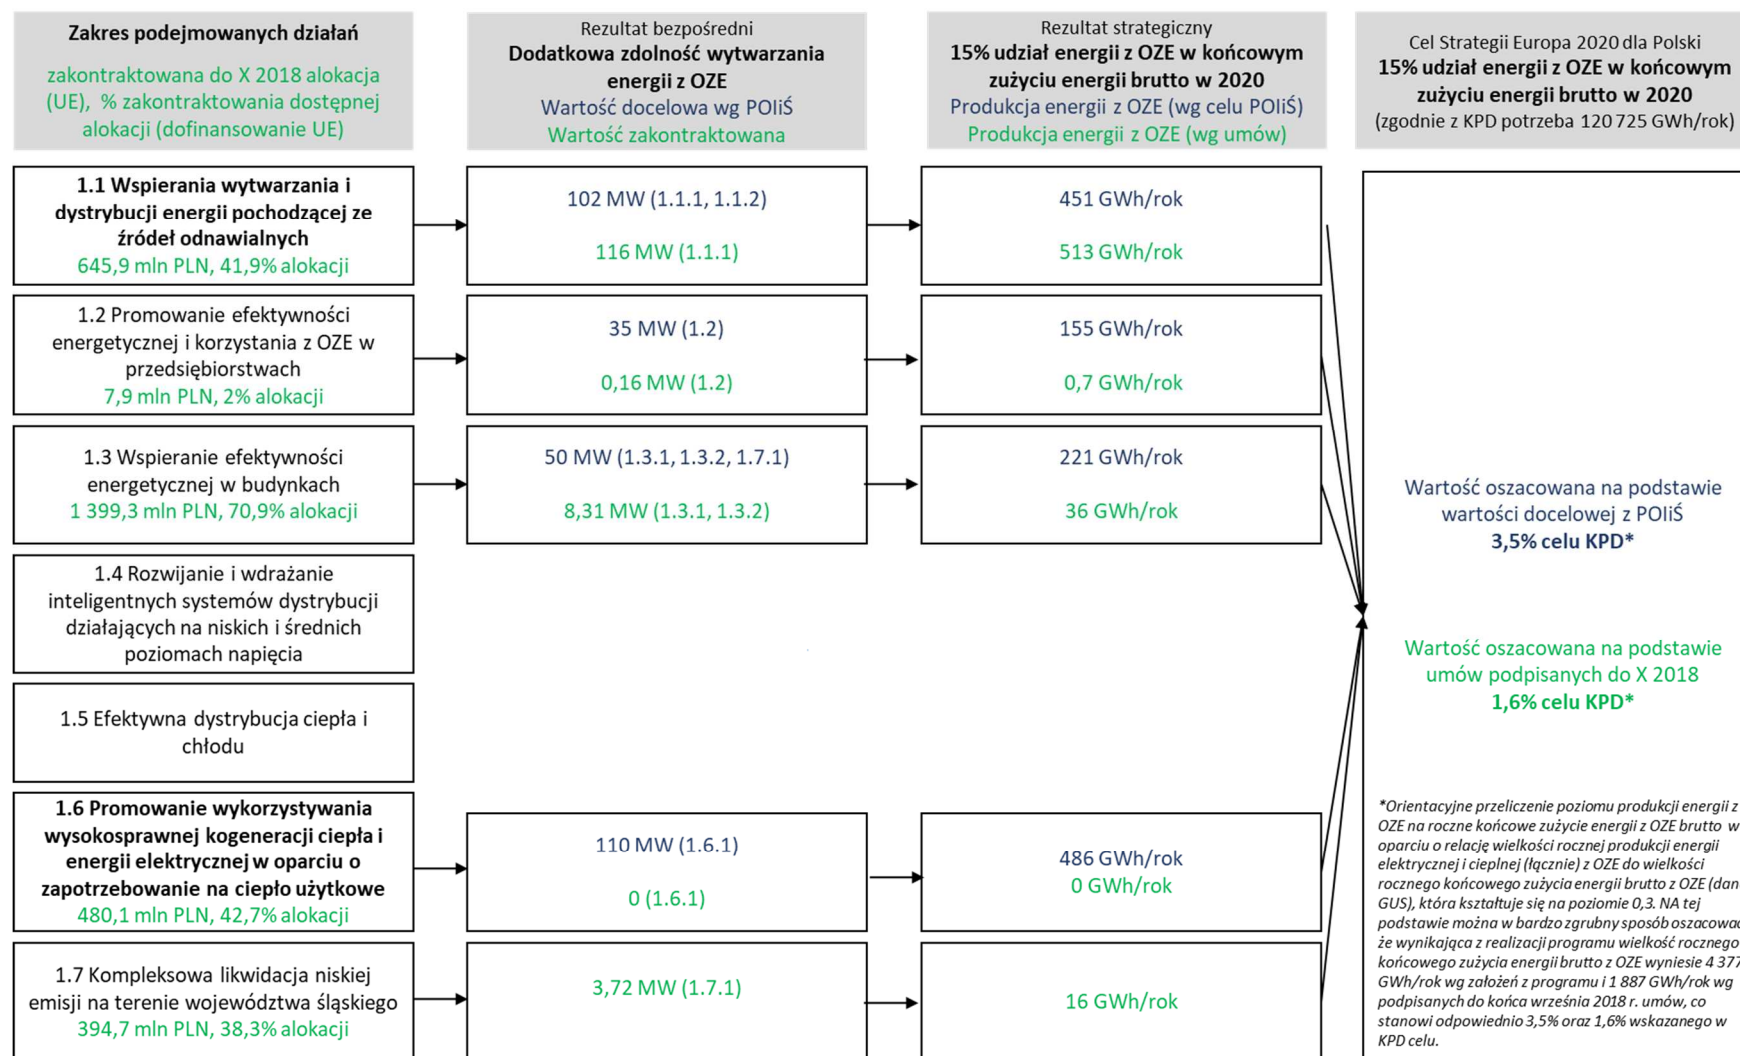 Zakres podejmowanych działań
zakontraktowana do X 2018 alokacja
(UE), % zakontraktowania dostępnej
alokacji (dofinansowanie UE)
Rezultat bezpośredni
Dodatkowa zdolność wytwarzania
energii z OZE
Wartość docelowa wg POIiŚ
Wartość zakontraktowana
Rezultat strategiczny
15% udział energii z OZE w końcowym
zużyciu energii brutto w 2020
Produkcja energii z OZE (wg celu POIiŚ)
Produkcja energii z OZE (wg umów)
Cel Strategii Europa 2020 dla Polski
15% udział energii z OZE w końcowym
zużyciu energii brutto w 2020
(zgodnie z KPD potrzeba 120 725 GWh/rok)
1.1 Wspierania wytwarzania i
dystrybucji energii pochodzącej ze
źródeł odnawialnych
645,9 mln PLN, 41,9% alokacji
102 MW (1.1.1, 1.1.2)
116 MW (1.1.1)
451 GWh/rok
513 GWh/rok
1.2 Promowanie efektywności
energetycznej i korzystania z OZE w
przedsiębiorstwach
7,9 mln PLN, 2% alokacji
35 MW (1.2)
0,16 MW (1.2)
155 GWh/rok
0,7 GWh/rok
1.3 Wspieranie efektywności
energetycznej w budynkach
1 399,3 mln PLN, 70,9% alokacji
50 MW (1.3.1, 1.3.2, 1.7.1)
8,31 MW (1.3.1, 1.3.2)
221 GWh/rok
36 GWh/rok
1.4 Rozwijanie i wdrażanie
inteligentnych systemów dystrybucji
działających na niskich i średnich
poziomach napięcia
1.5 Efektywna dystrybucja ciepła i
chłodu
1.6 Promowanie wykorzystywania
wysokosprawnej kogeneracji ciepła i
energii elektrycznej w oparciu o
zapotrzebowanie na ciepło użytkowe
480,1 mln PLN, 42,7% alokacji
110 MW (1.6.1)
0 (1.6.1)
486 GWh/rok
0 GWh/rok
1.7 Kompleksowa likwidacja niskiej
emisji na terenie województwa śląskiego
394,7 mln PLN, 38,3% alokacji
3,72 MW (1.7.1)
16 GWh/rok
Wartość oszacowana na podstawie
wartości docelowej z POIiŚ
3,5% celu KPD*
Wartość oszacowana na podstawie
umów podpisanych do X 2018
1,6% celu KPD*
*Orientacyjne przeliczenie poziomu produkcji energii z
OZE na roczne końcowe zużycie energii z OZE brutto w
oparciu o relację wielkości rocznej produkcji energii
elektrycznej i cieplnej (łącznie) z OZE do wielkości
rocznego końcowego zużycia energii brutto z OZE (dan
GUS), która kształtuje się na poziomie 0,3. NA tej
podstawie można w bardzo zgrubny sposób oszacowa
że wynikająca z realizacji programu wielkość rocznego
końcowego zużycia energii brutto z OZE wyniesie 4 377
GWh/rok wg założeń z programu i 1 887 GWh/rok wg
podpisanych do końca września 2018 r. umów, co
stanowi odpowiednio 3,5% oraz 1,6% wskazanego w
KPD celu.